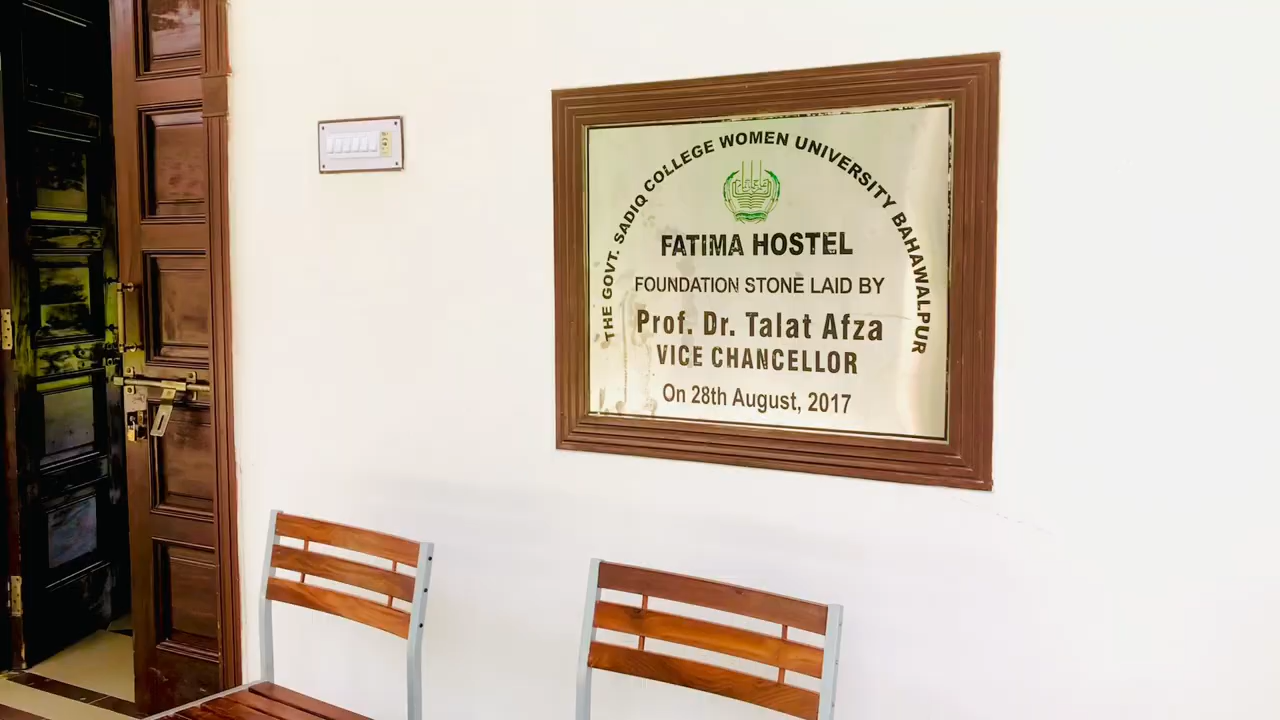 THE GOVT. SADIQ COLLEGE WOMEN UNIVERSITY BAHAWALPUR
FATIMA HOSTEL
FOUNDATION STONE LAID BY
Prof. Dr. Talat Afza
VICE CHANCELLOR
On 28th August, 2017